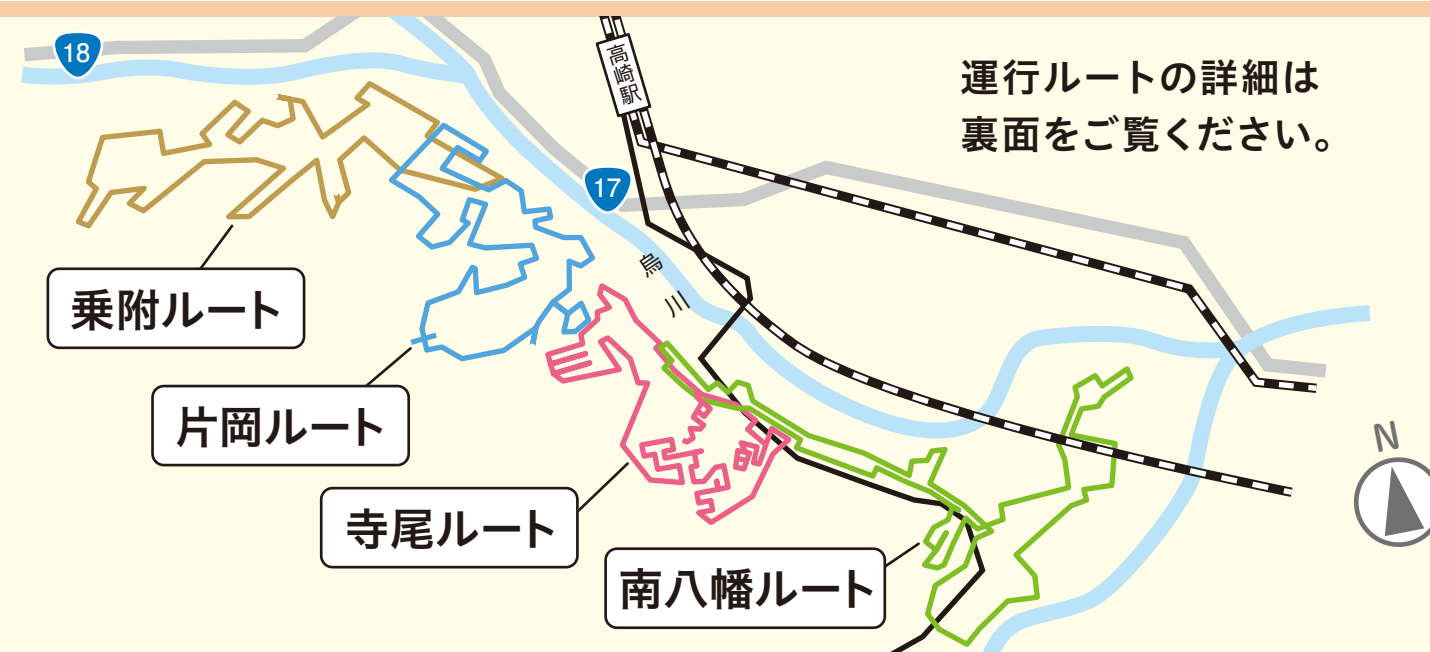 18
高崎駅
運行ルートの詳細は
裏面をご覧ください。
17
烏川
乗附ルート
片岡ルート
寺尾ルート
南八幡ルート
N